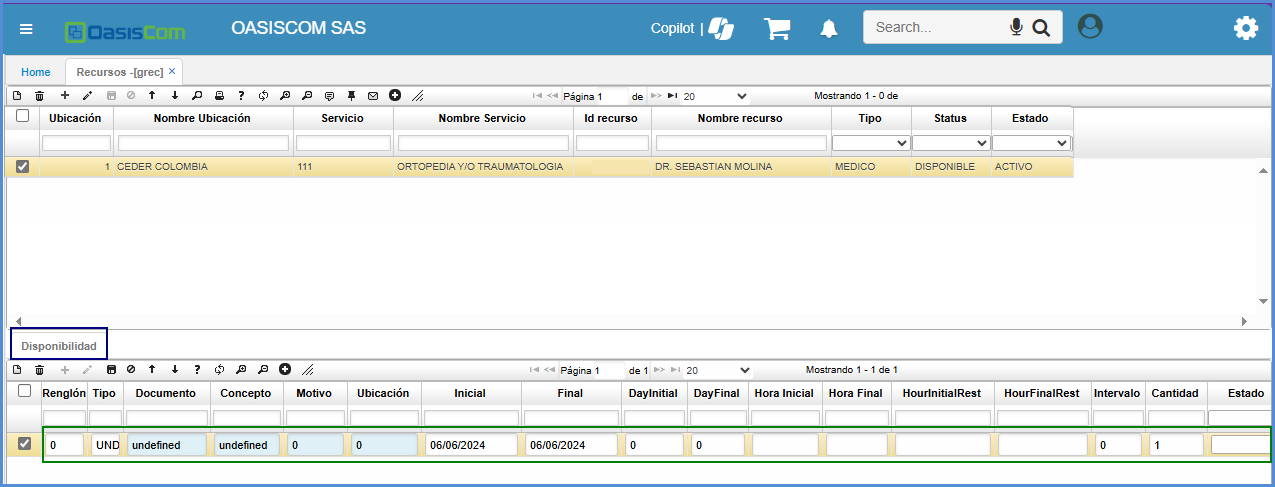 OasisCom OASISCOM SAS Copilot | Search...
Home Recursos -[grec] ×
Página 1 de 20 Mostrando 1 - 0 de
Ubicación Nombre Ubicación Servicio Nombre Servicio Id recurso Nombre recurso Tipo Status Estado
1 CEDER COLOMBIA 111 ORTOPEDIA Y/O TRAUMATOLOGIA DR. SEBASTIAN MOLINA MEDICO DISPONIBLE ACTIVO
Disponibilidad
Página 1 de 1 20 Mostrando 1 - 1 de 1
Renglón Tipo Documento Concepto Motivo Ubicación Inicial Final DayInitial DayFinal Hora Inicial Hora Final HourInitialRest HourFinalRest Intervalo Cantidad Estado
0 UND undefined undefined 0 0 06/06/2024 06/06/2024 0 0 0 1